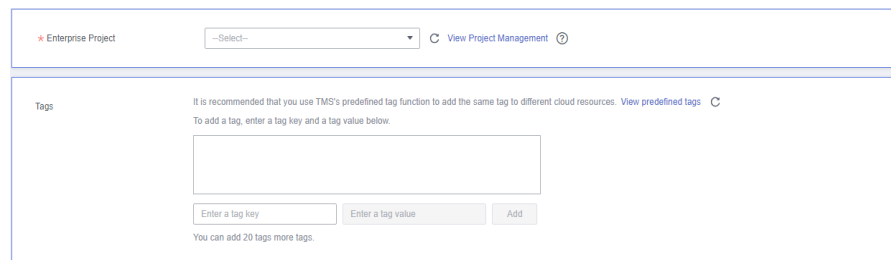 * Enterprise Project --Select-- View Project Management ?
Tags It is recommended that you use TMS's predefined tag function to add the same tag to different cloud resources. View predefined tags
To add a tag, enter a tag key and a tag value below.
Enter a tag key Enter a tag value Add
You can add 20 tags more tags.